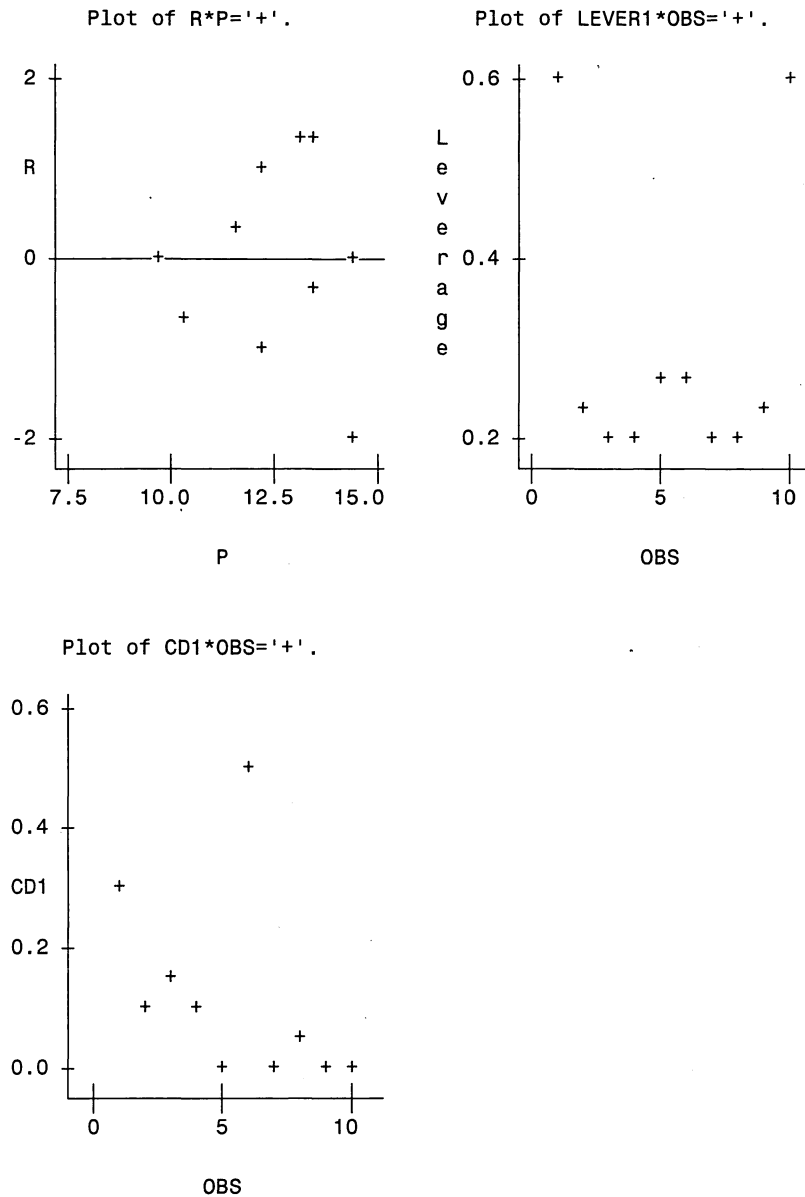 Plot of R*P='+'.
2
R
0
-2
7.5 10.0 12.5 15.0
P
Plot of LEVER1*OBS='+'.
0.6
Leverage
0.4
0.2
0 5 10
OBS
Plot of CD1*OBS='+'.
0.6
0.4
CD1
0.2
0.0
0 5 10
OBS